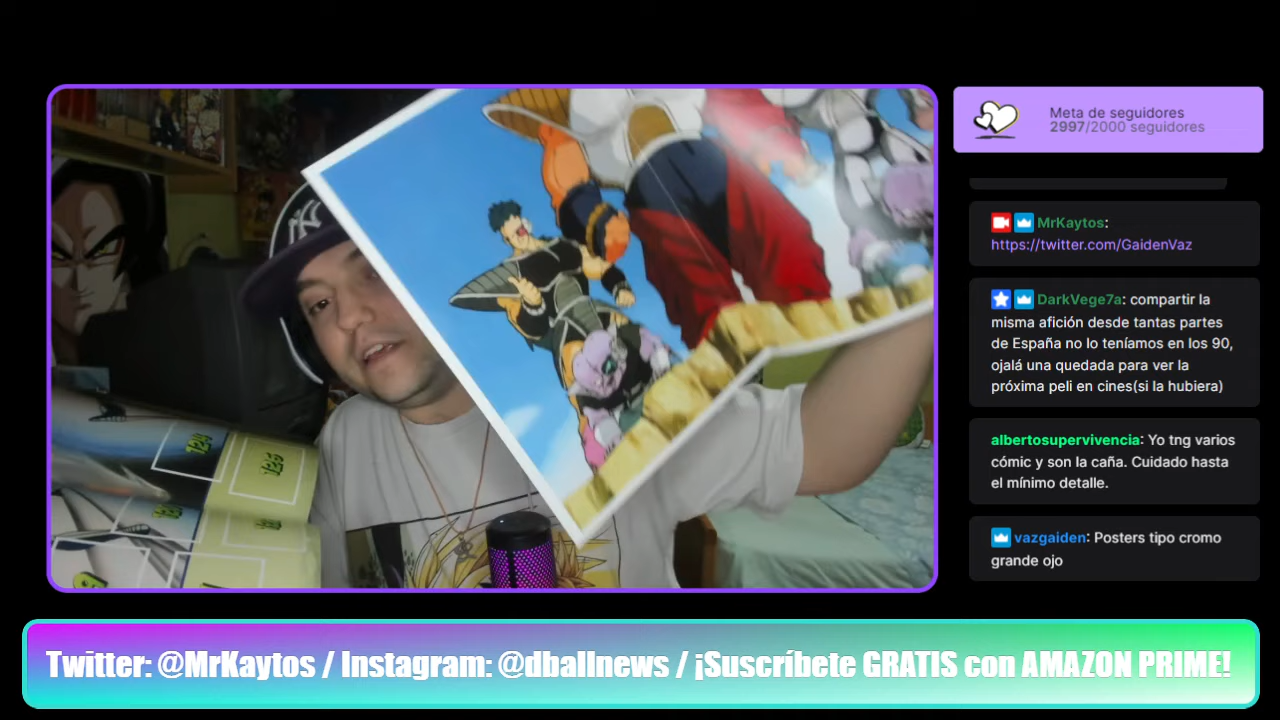 Meta de seguidores
2997/2000 seguidores
MrKaytos:
https://twitter.com/GaidenVaz
DarkVege7a: compartir la
misma afición desde tantas partes
de España no lo teníamos en los 90,
ojalá una quedada para ver la
próxima peli en cines(si la hubiera)
albertosupervivencia: Yo tng varios
cómic y son la caña. Cuidado hasta
el mínimo detalle.
vazgaiden: Posters tipo cromo
grande ojo
124
126
Twitter: @MrKaytos / Instagram: @dballnews / ¡Suscríbete GRATIS con AMAZON PRIME!